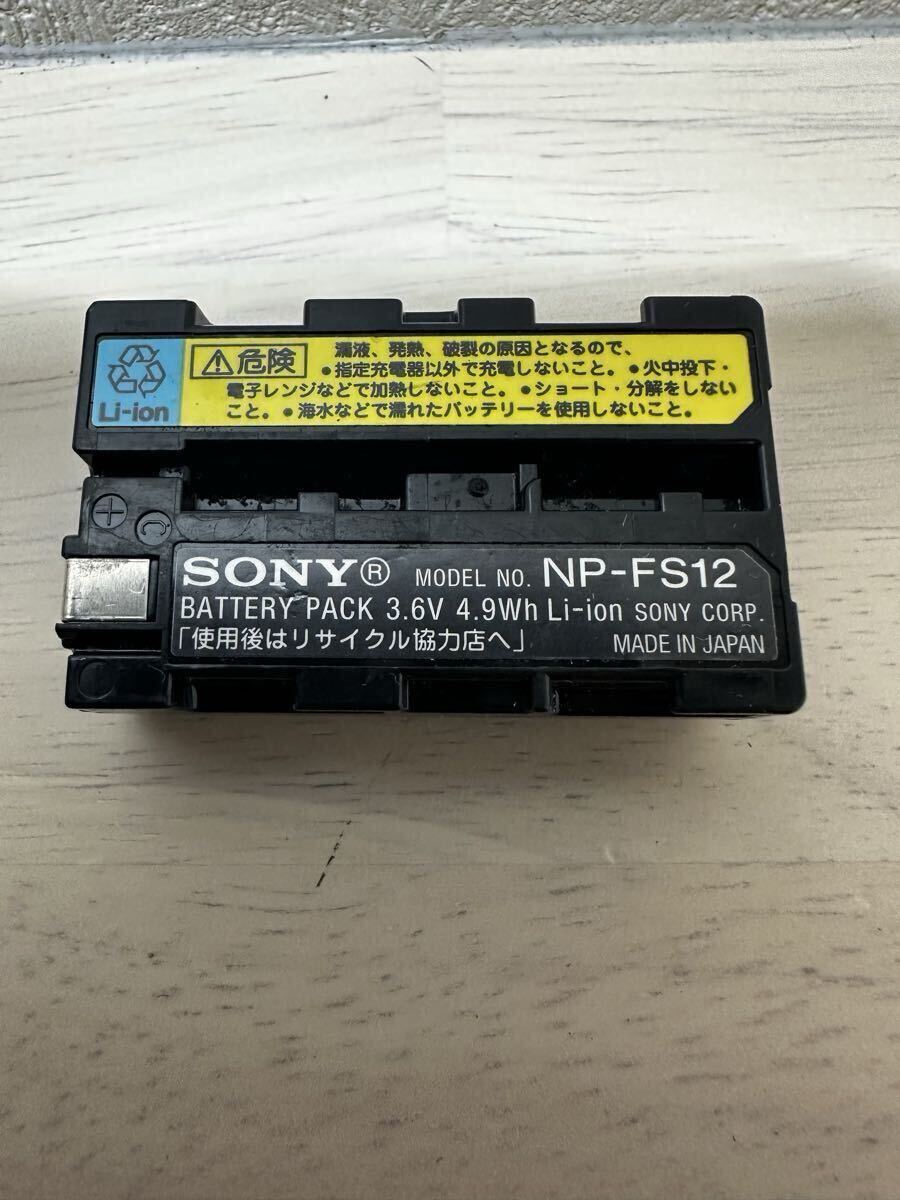 Li-ion
⚠危険
漏液、発熱、破裂の原因となるので、
●指定充電器以外で充電しないこと。●火中投下・
電子レンジなどで加熱しないこと。●ショート・分解をしない
こと。●海水などで濡れたバッテリーを使用しないこと。
+ C
SONY® MODEL NO. NP-FS12
BATTERY PACK 3.6V 4.9Wh Li-ion SONY CORP.
「使用後はリサイクル協力店へ」 MADE IN JAPAN